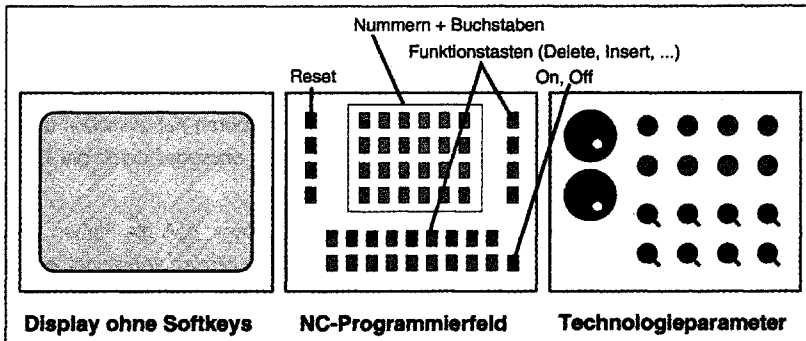 Nummern + Buchstaben
Funktionstasten (Delete, Insert, ...)
Reset
On, Off
Display ohne Softkeys
NC-Programmierfeld
Technologieparameter